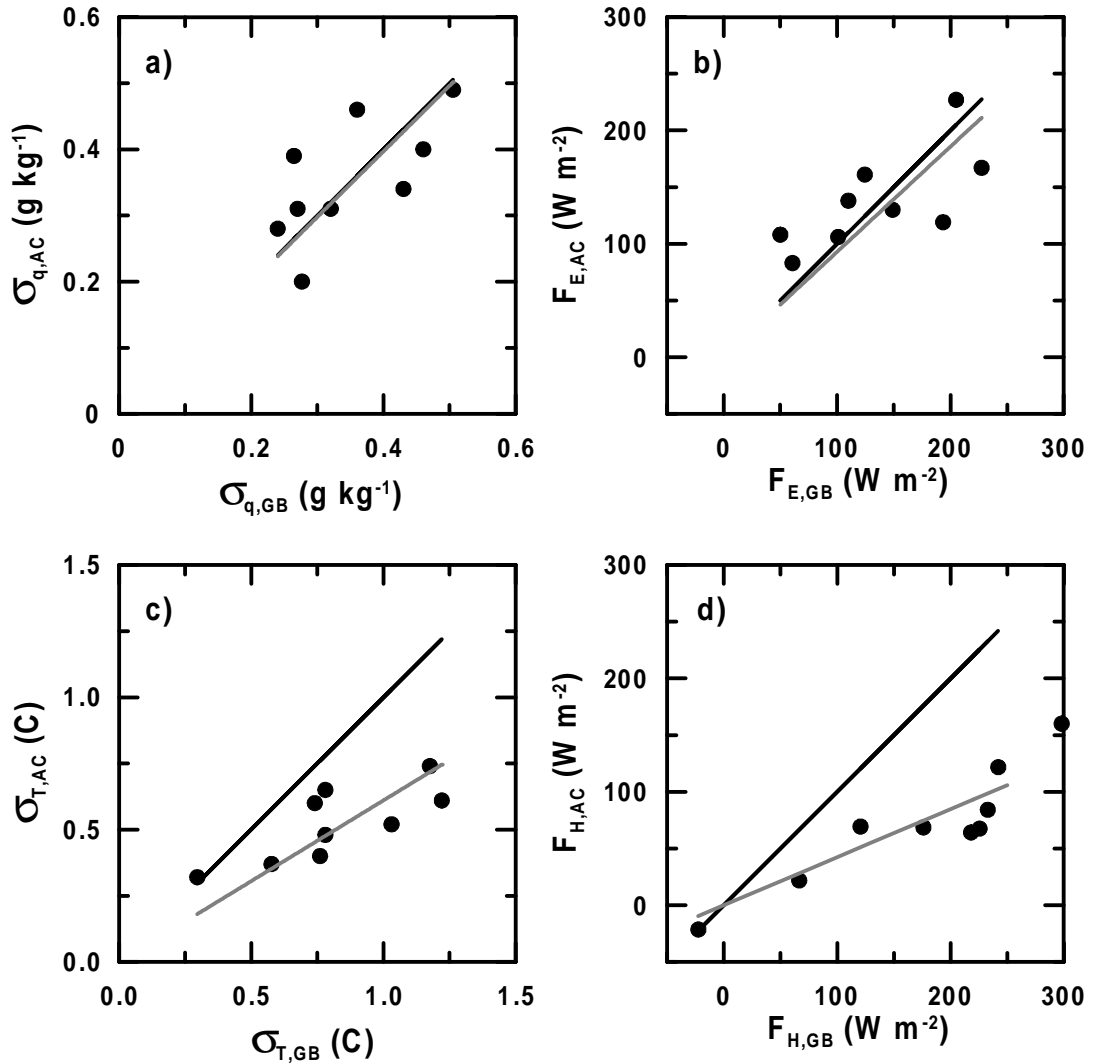 a)
0.6
0.4
0.2
0
σq,AC (g kg-1)
0 0.2 0.4 0.6
σq,GB (g kg-1)
b)
300
200
100
0
FE,AC (W m-2)
0 100 200 300
FE,GB (W m-2)
c)
1.5
1.0
0.5
0.0
σT,AC (C)
0.0 0.5 1.0 1.5
σT,GB (C)
d)
300
200
100
0
FH,AC (W m-2)
0 100 200 300
FH,GB (W m-2)